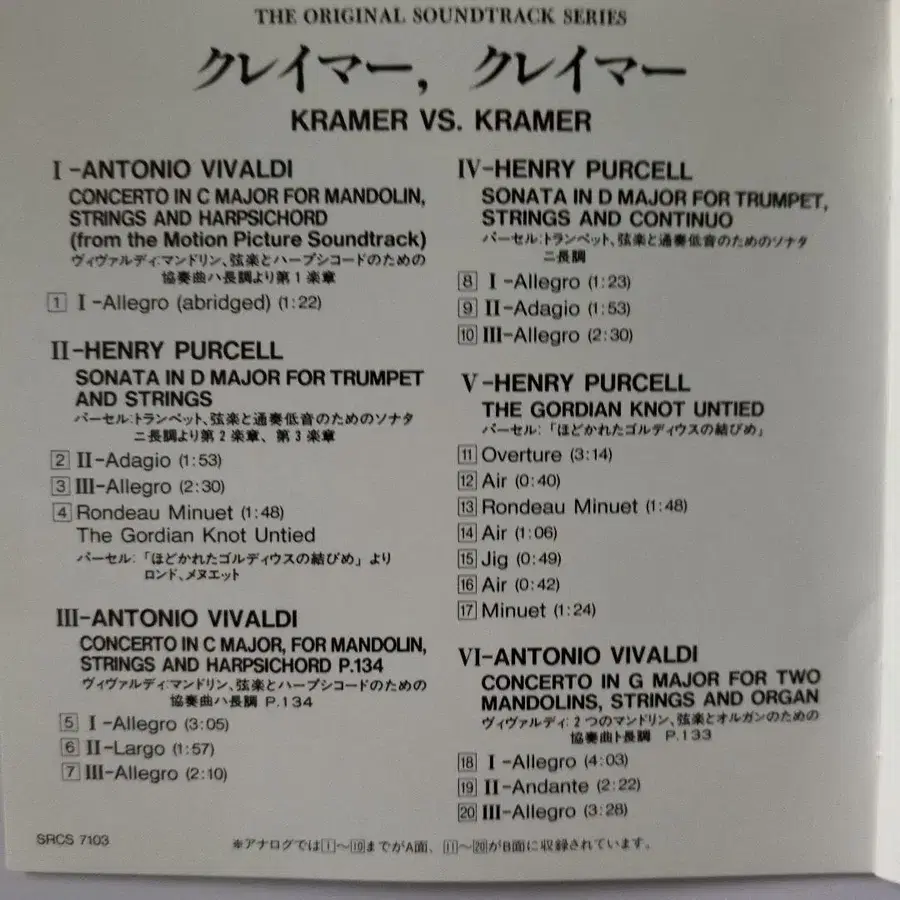 THE ORIGINAL SOUNDTRACK SERIES
クレイマー, クレイマー
KRAMER VS. KRAMER
I-ANTONIO VIVALDI
CONCERTO IN C MAJOR FOR MANDOLIN,
STRINGS AND HARPSICHORD
(from the Motion Picture Soundtrack)
ヴィヴァルディ:マンドリン、弦楽とハープシコードのための
協奏曲ハ長調より第1楽章
1 I-Allegro (abridged) (1:22)
II-HENRY PURCELL
SONATA IN D MAJOR FOR TRUMPET
AND STRINGS
パーセル:トランペット、弦楽と通奏低音のためのソナタ
ニ長調より第2楽章、第3楽章
2 II-Adagio (1:53)
3 III-Allegro (2:30)
4 Rondeau Minuet (1:48)
The Gordian Knot Untied
パーセル:「ほどかれたゴルディウスの結びめ」より
ロンド、メヌエット
III-ANTONIO VIVALDI
CONCERTO IN C MAJOR, FOR MANDOLIN,
STRINGS AND HARPSICHORD P.134
ヴィヴァルディ:マンドリン、弦楽とハープシコードのための
協奏曲ハ長調 P.134
5 I-Allegro (3:05)
6 II-Largo (1:57)
7 III-Allegro (2:10)
IV-HENRY PURCELL
SONATA IN D MAJOR FOR TRUMPET,
STRINGS AND CONTINUO
パーセル:トランペット、弦楽と通奏低音のためのソナタ
ニ長調
8 I-Allegro (1:23)
9 II-Adagio (1:53)
10 III-Allegro (2:30)
V-HENRY PURCELL
THE GORDIAN KNOT UNTIED
パーセル:「ほどかれたゴルディウスの結びめ」
11 Overture (3:14)
12 Air (0:40)
13 Rondeau Minuet (1:48)
14 Air (1:06)
15 Jig (0:49)
16 Air (0:42)
17 Minuet (1:24)
VI-ANTONIO VIVALDI
CONCERTO IN G MAJOR FOR TWO
MANDOLINS, STRINGS AND ORGAN
ヴィヴァルディ:2つのマンドリン、弦楽とオルガンのための
協奏曲ト長調 P.133
18 I-Allegro (4:03)
19 II-Andante (2:22)
20 III-Allegro (3:28)
SRCS 7103
※アナログでは1〜10までがA面、11〜20がB面に収録されています。